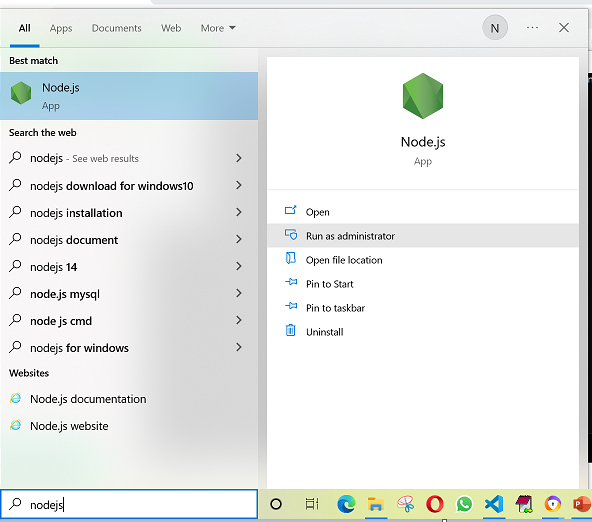 All Apps Documents Web More N
Best match
Node.js
App
Search the web
nodejs - See web results
nodejs download for windows10
nodejs installation
nodejs document
nodejs 14
node.js mysql
node js cmd
nodejs for windows
Websites
Node.js documentation
Node.js website
Node.js
App
Open
Run as administrator
Open file location
Pin to Start
Pin to taskbar
Uninstall
nodejs